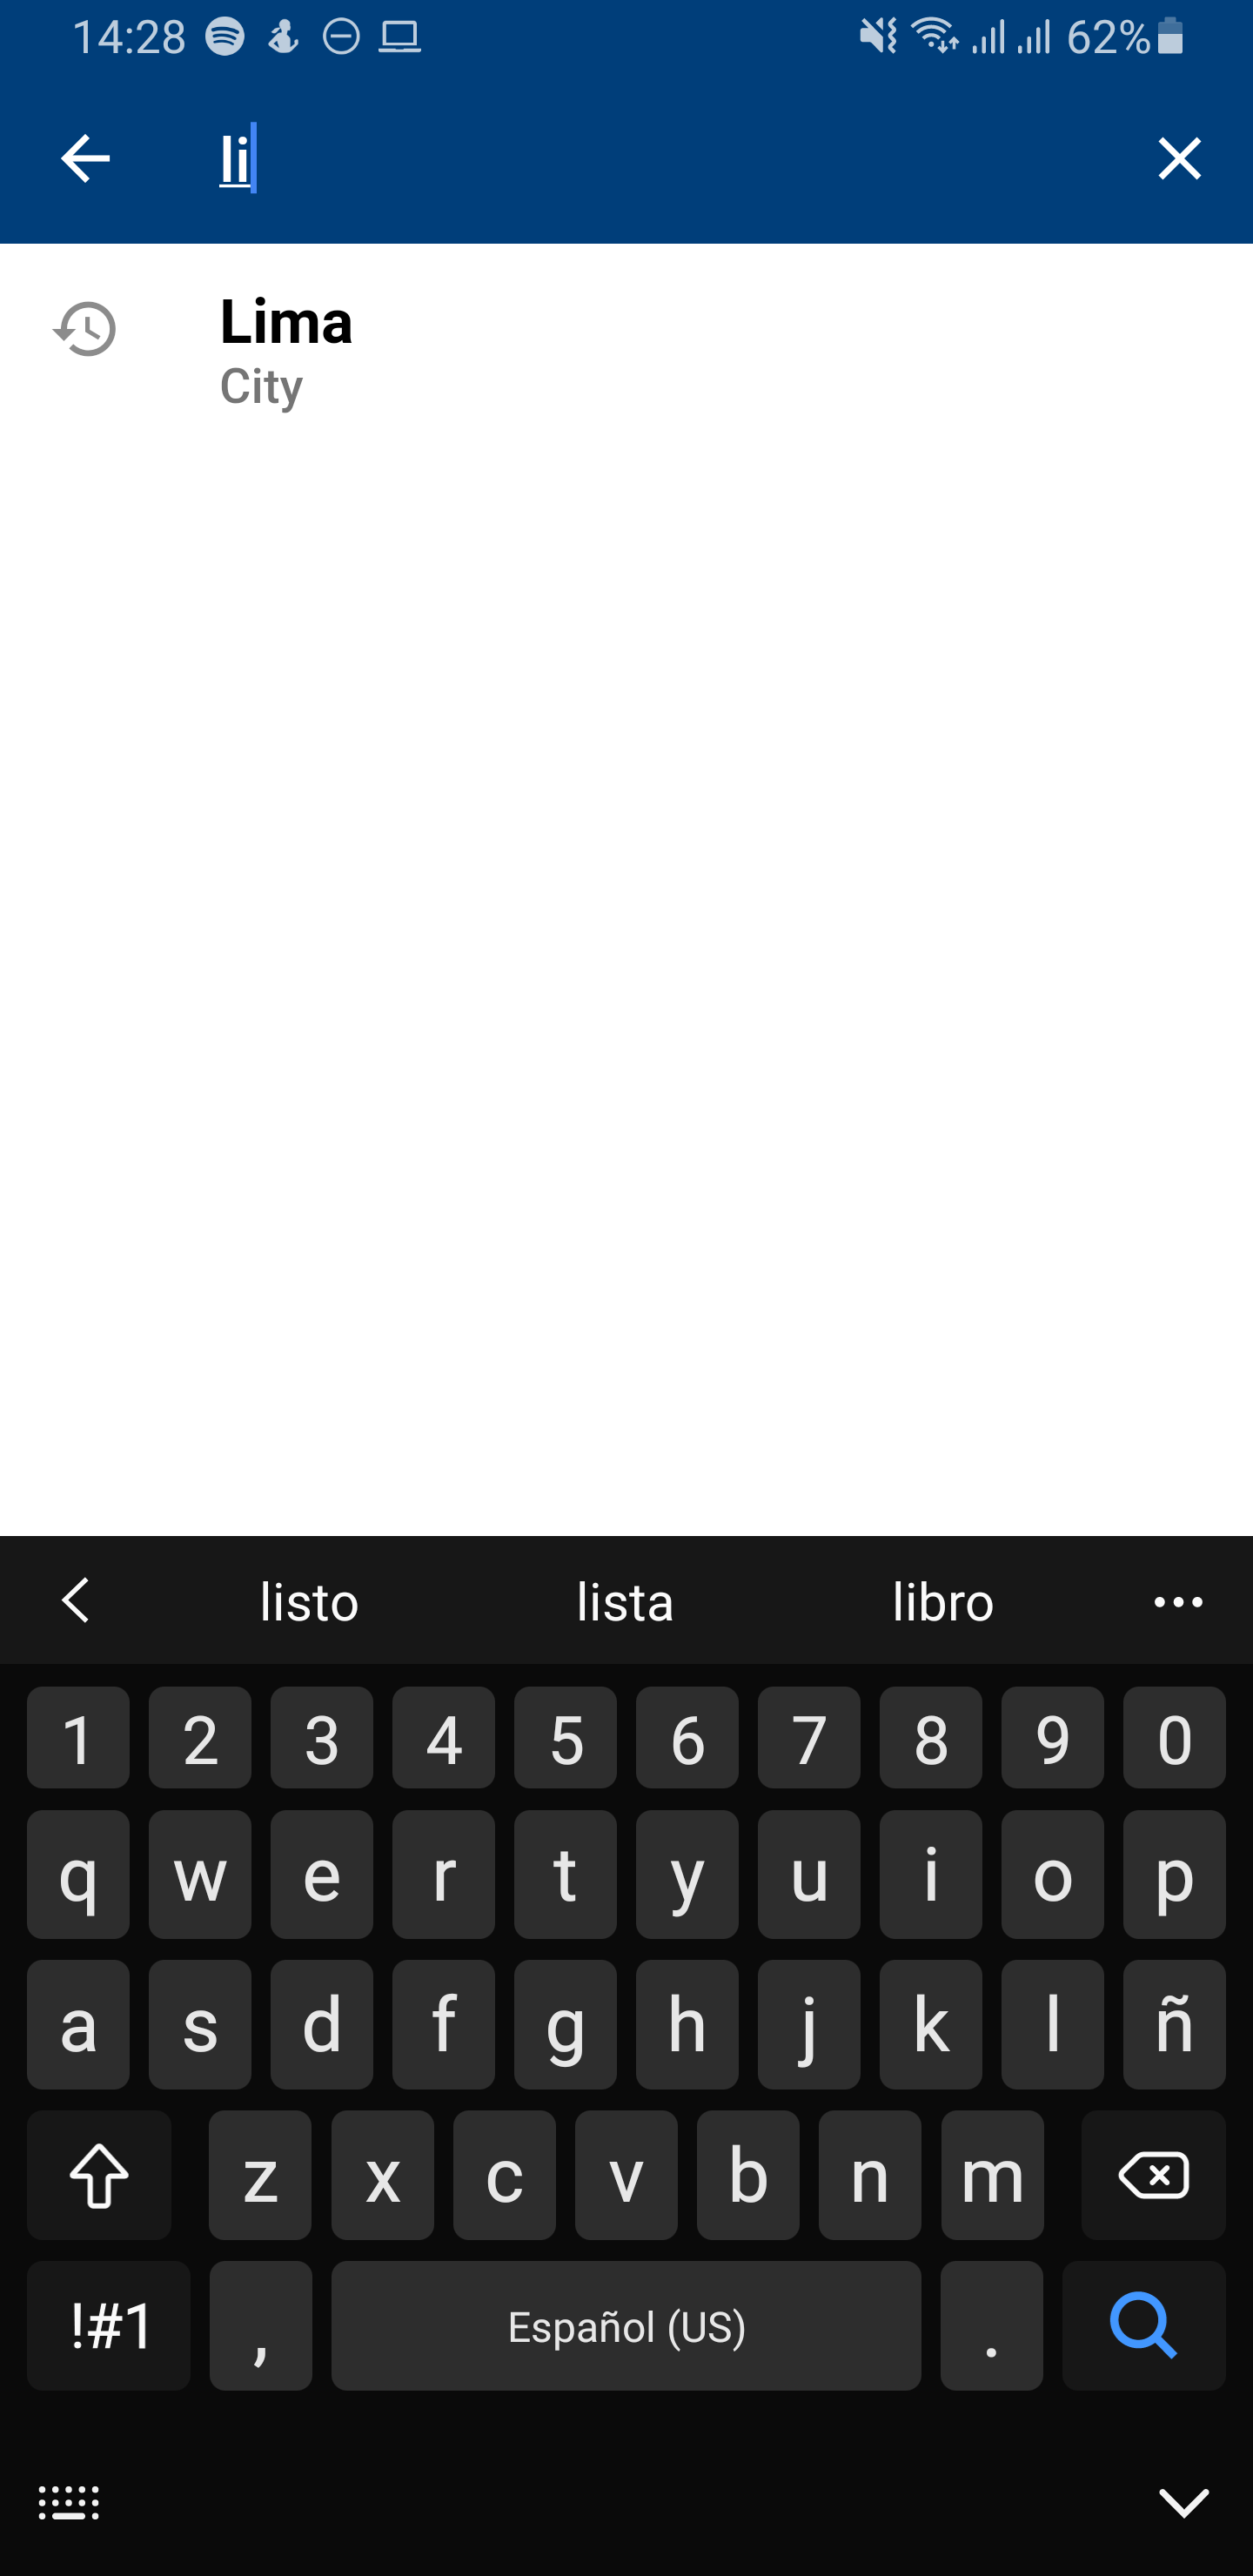 14:28 62%
li
Lima
City
listo lista libro
1 2 3 4 5 6 7 8 9 0
q w e r t y u i o p
a s d f g h j k l ñ
z x c v b n m
!#1 , Español (US) .